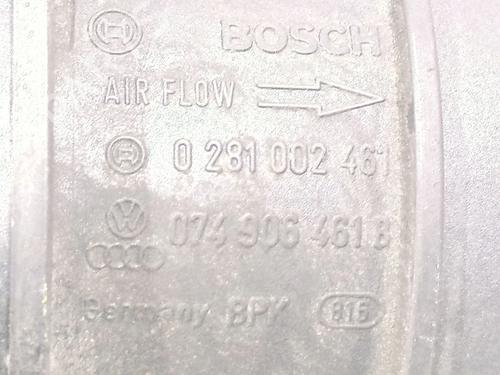 BOSCH
AIR FLOW
0 281 002 461
074 906 461 B
Germany BPK 816